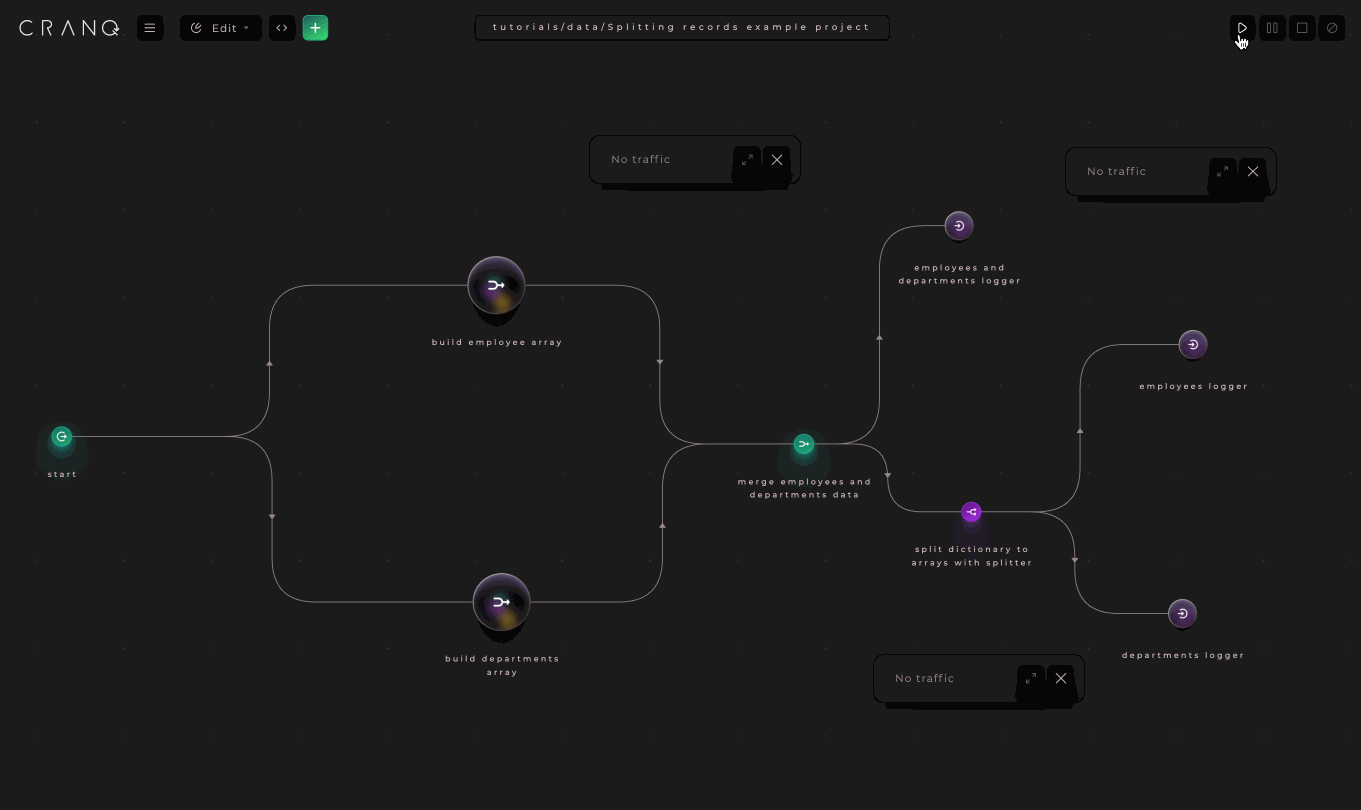 CRANQ
Edit
tutorials/data/Splitting records example project
No traffic
No traffic
employees and
departments logger
build employee array
employees logger
start
merge employees and
departments data
split dictionary to
arrays with splitter
build departments
array
departments logger
No traffic